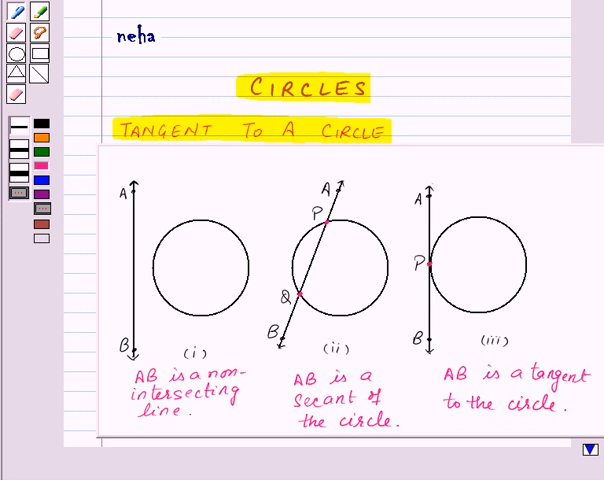 neha
CIRCLES
TANGENT TO A CIRCLE
A
B
(i)
AB is a non-
intersecting
line.
A
P
Q
B
(ii)
AB is a
secant of
the circle.
A
P
B
(iii)
AB is a tangent
to the circle.